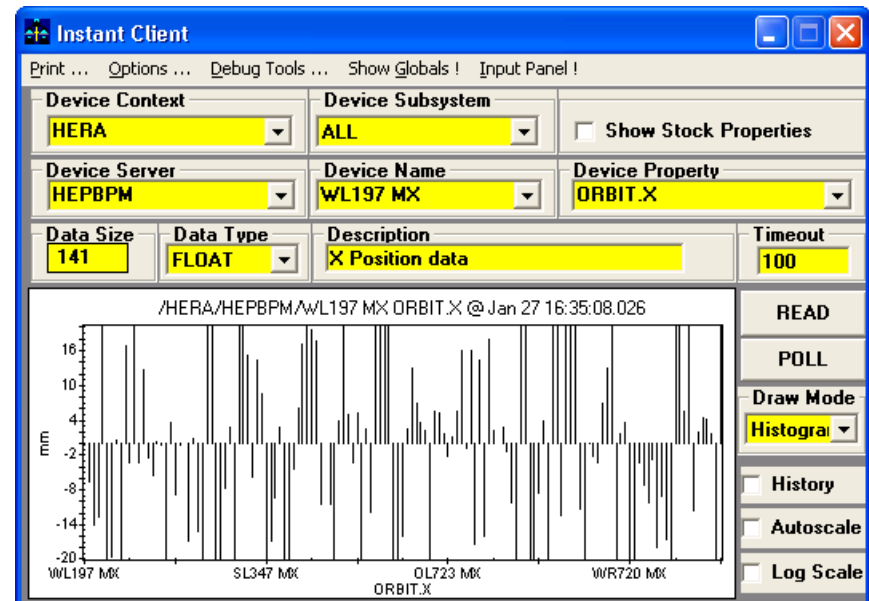 Instant Client
Print ... Options ... Debug Tools ... Show Globals ! Input Panel !
Device Context Device Subsystem
HERA ALL Show Stock Properties
Device Server Device Name Device Property
HEPBPM WL197 MX ORBIT.X
Data Size Data Type Description Timeout
141 FLOAT X Position data 100
/HERA/HEPBPM/WL197 MX ORBIT.X @ Jan 27 16:35:08.026
READ
16
POLL
10
Draw Mode
4
Histogra
mm
-2
-8
History
-14
Autoscale
-20
WL197 MX SL347 MX OL723 MX WR720 MX
Log Scale
ORBIT.X